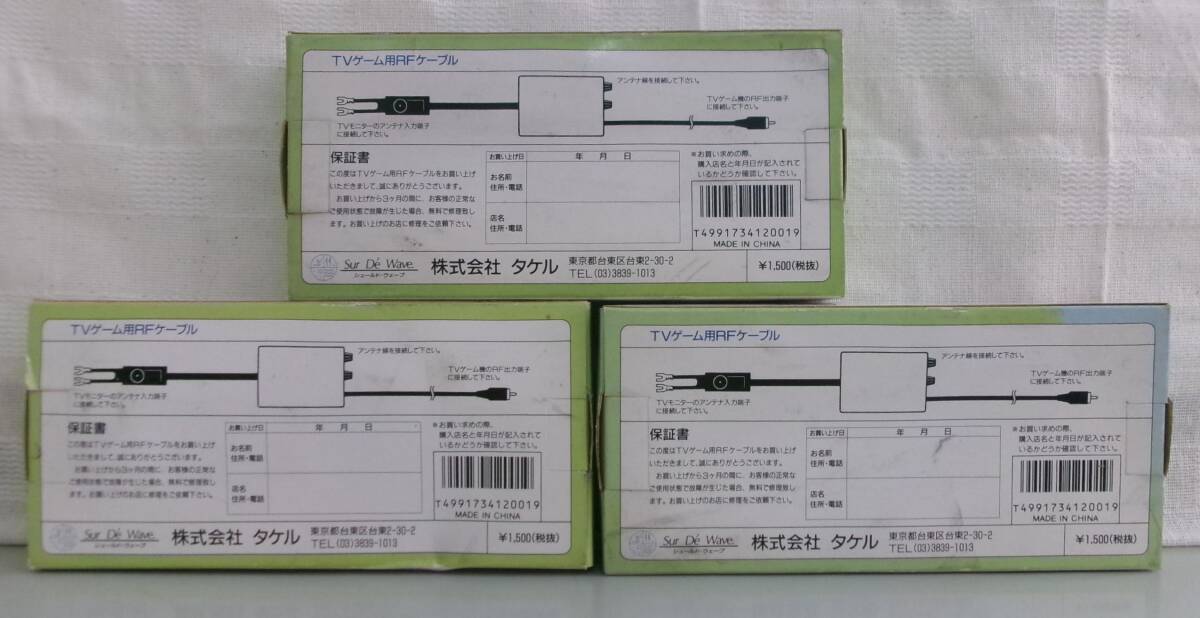 TVゲーム用RFケーブル
アンテナ線を接続して下さい。
TVゲーム機のRF出力端子
に接続して下さい。
TVモニターのアンテナ入力端子
に接続して下さい。
保証書
この度はTVゲーム用RFケーブルをお買い上げ
いただきまして、誠にありがとうございます。
お買い上げから3ヶ月の間に、お客様の正常な
ご使用状態で故障が生じた場合、無料で修理致し
ます。お買い上げのお店に修理をご依頼下さい。
お買い上げ日 年 月 日
お名前
住所・電話
店名
住所・電話
*お買い求めの際、
購入店名と年月日が記入されて
いるかどうか確認して下さい。
T4991734120019
MADE IN CHINA
Sur Dé Wave
シュールド・ウェーブ
株式会社 タケル
東京都台東区台東2-30-2
TEL(03)3839-1013
¥1,500(税抜)
TVゲーム用RFケーブル
アンテナ線を接続して下さい。
TVゲーム機のRF出力端子
に接続して下さい。
TVモニターのアンテナ入力端子
に接続して下さい。
保証書
この度はTVゲーム用RFケーブルをお買い上げ
いただきまして、誠にありがとうございます。
お買い上げから3ヶ月の間に、お客様の正常な
ご使用状態で故障が生じた場合、無料で修理致し
ます。お買い上げのお店に修理をご依頼下さい。
お買い上げ日 年 月 日
お名前
住所・電話
店名
住所・電話
*お買い求めの際、
購入店名と年月日が記入されて
いるかどうか確認して下さい。
T4991734120019
MADE IN CHINA
Sur Dé Wave
シュールド・ウェーブ
株式会社 タケル
東京都台東区台東2-30-2
TEL(03)3839-1013
¥1,500(税抜)
TVゲーム用RFケーブル
アンテナ線を接続して下さい。
TVゲーム機のRF出力端子
に接続して下さい。
TVモニターのアンテナ入力端子
に接続して下さい。
保証書
この度はTVゲーム用RFケーブルをお買い上げ
いただきまして、誠にありがとうございます。
お買い上げから3ヶ月の間に、お客様の正常な
ご使用状態で故障が生じた場合、無料で修理致し
ます。お買い上げのお店に修理をご依頼下さい。
お買い上げ日 年 月 日
お名前
住所・電話
店名
住所・電話
*お買い求めの際、
購入店名と年月日が記入されて
いるかどうか確認して下さい。
T4991734120019
MADE IN CHINA
Sur Dé Wave
シュールド・ウェーブ
株式会社 タケル
東京都台東区台東2-30-2
TEL(03)3839-1013
¥1,500(税抜)